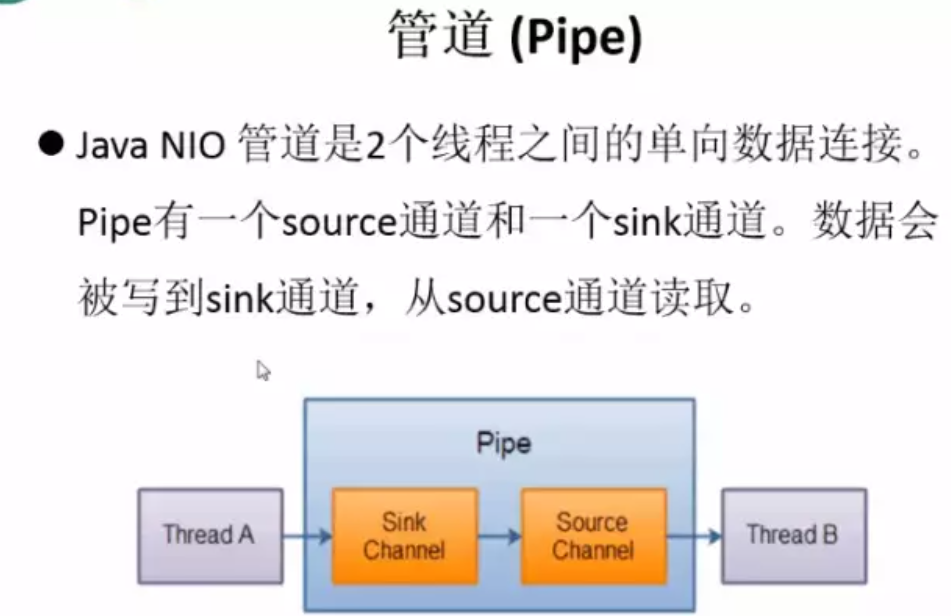 管道 (Pipe)
● Java NIO 管道是2个线程之间的单向数据连接。
Pipe有一个source通道和一个sink通道。数据会
被写到sink通道，从source通道读取。
Pipe
Thread A
Sink
Channel
Source
Channel
Thread B